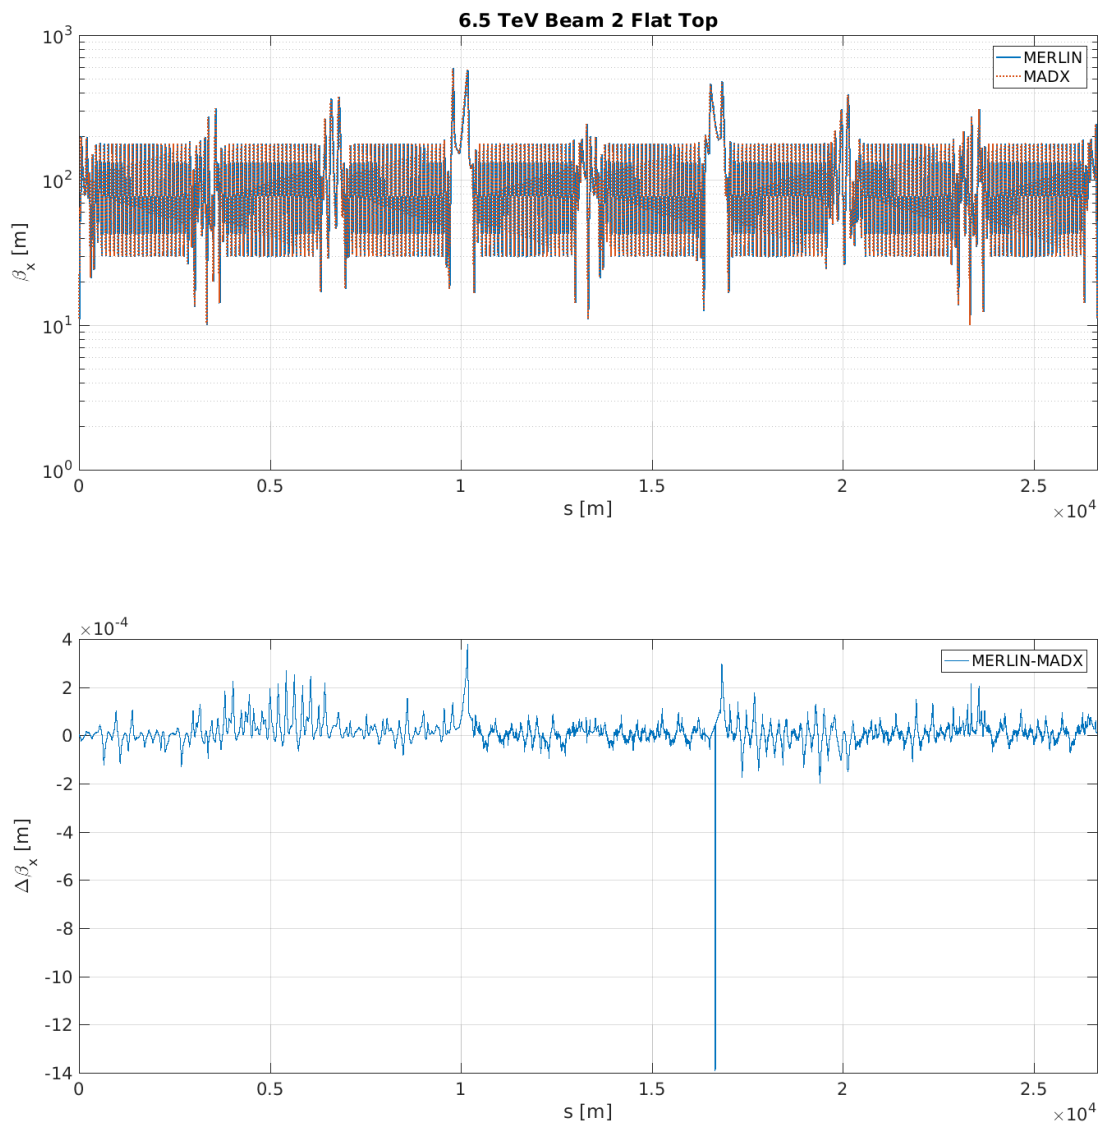 6.5 TeV Beam 2 Flat Top
MERLIN
MADX
β_x [m]
10^3
10^2
10^1
10^0
0 0.5 1 1.5 2 2.5
×10^4
s [m]
×10^-4
MERLIN-MADX
Δβ_x [m]
4
2
0
-2
-4
-6
-8
-10
-12
-14
0 0.5 1 1.5 2 2.5
×10^4
s [m]